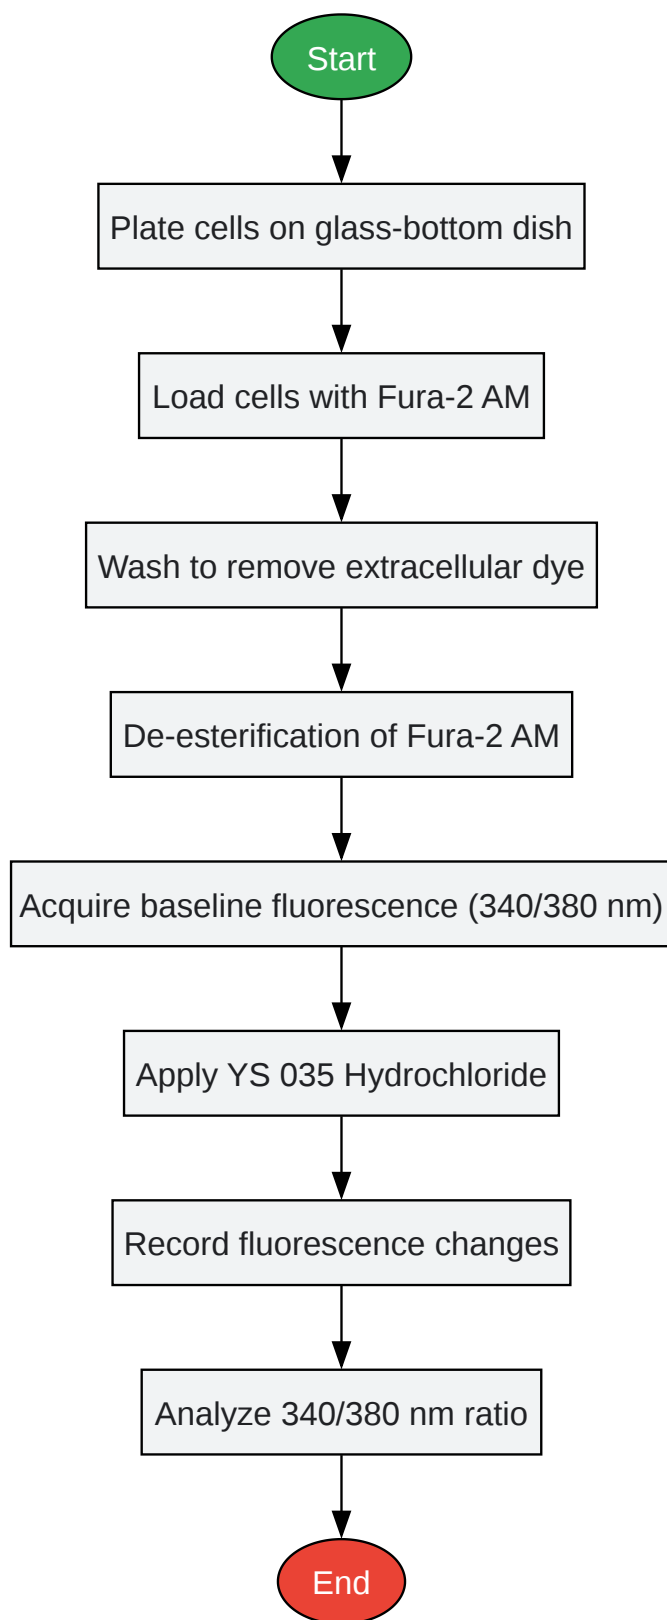 Start
Plate cells on glass-bottom dish
Load cells with Fura-2 AM
Wash to remove extracellular dye
De-esterification of Fura-2 AM
Acquire baseline fluorescence (340/380 nm)
Apply YS 035 Hydrochloride
Record fluorescence changes
Analyze 340/380 nm ratio
End